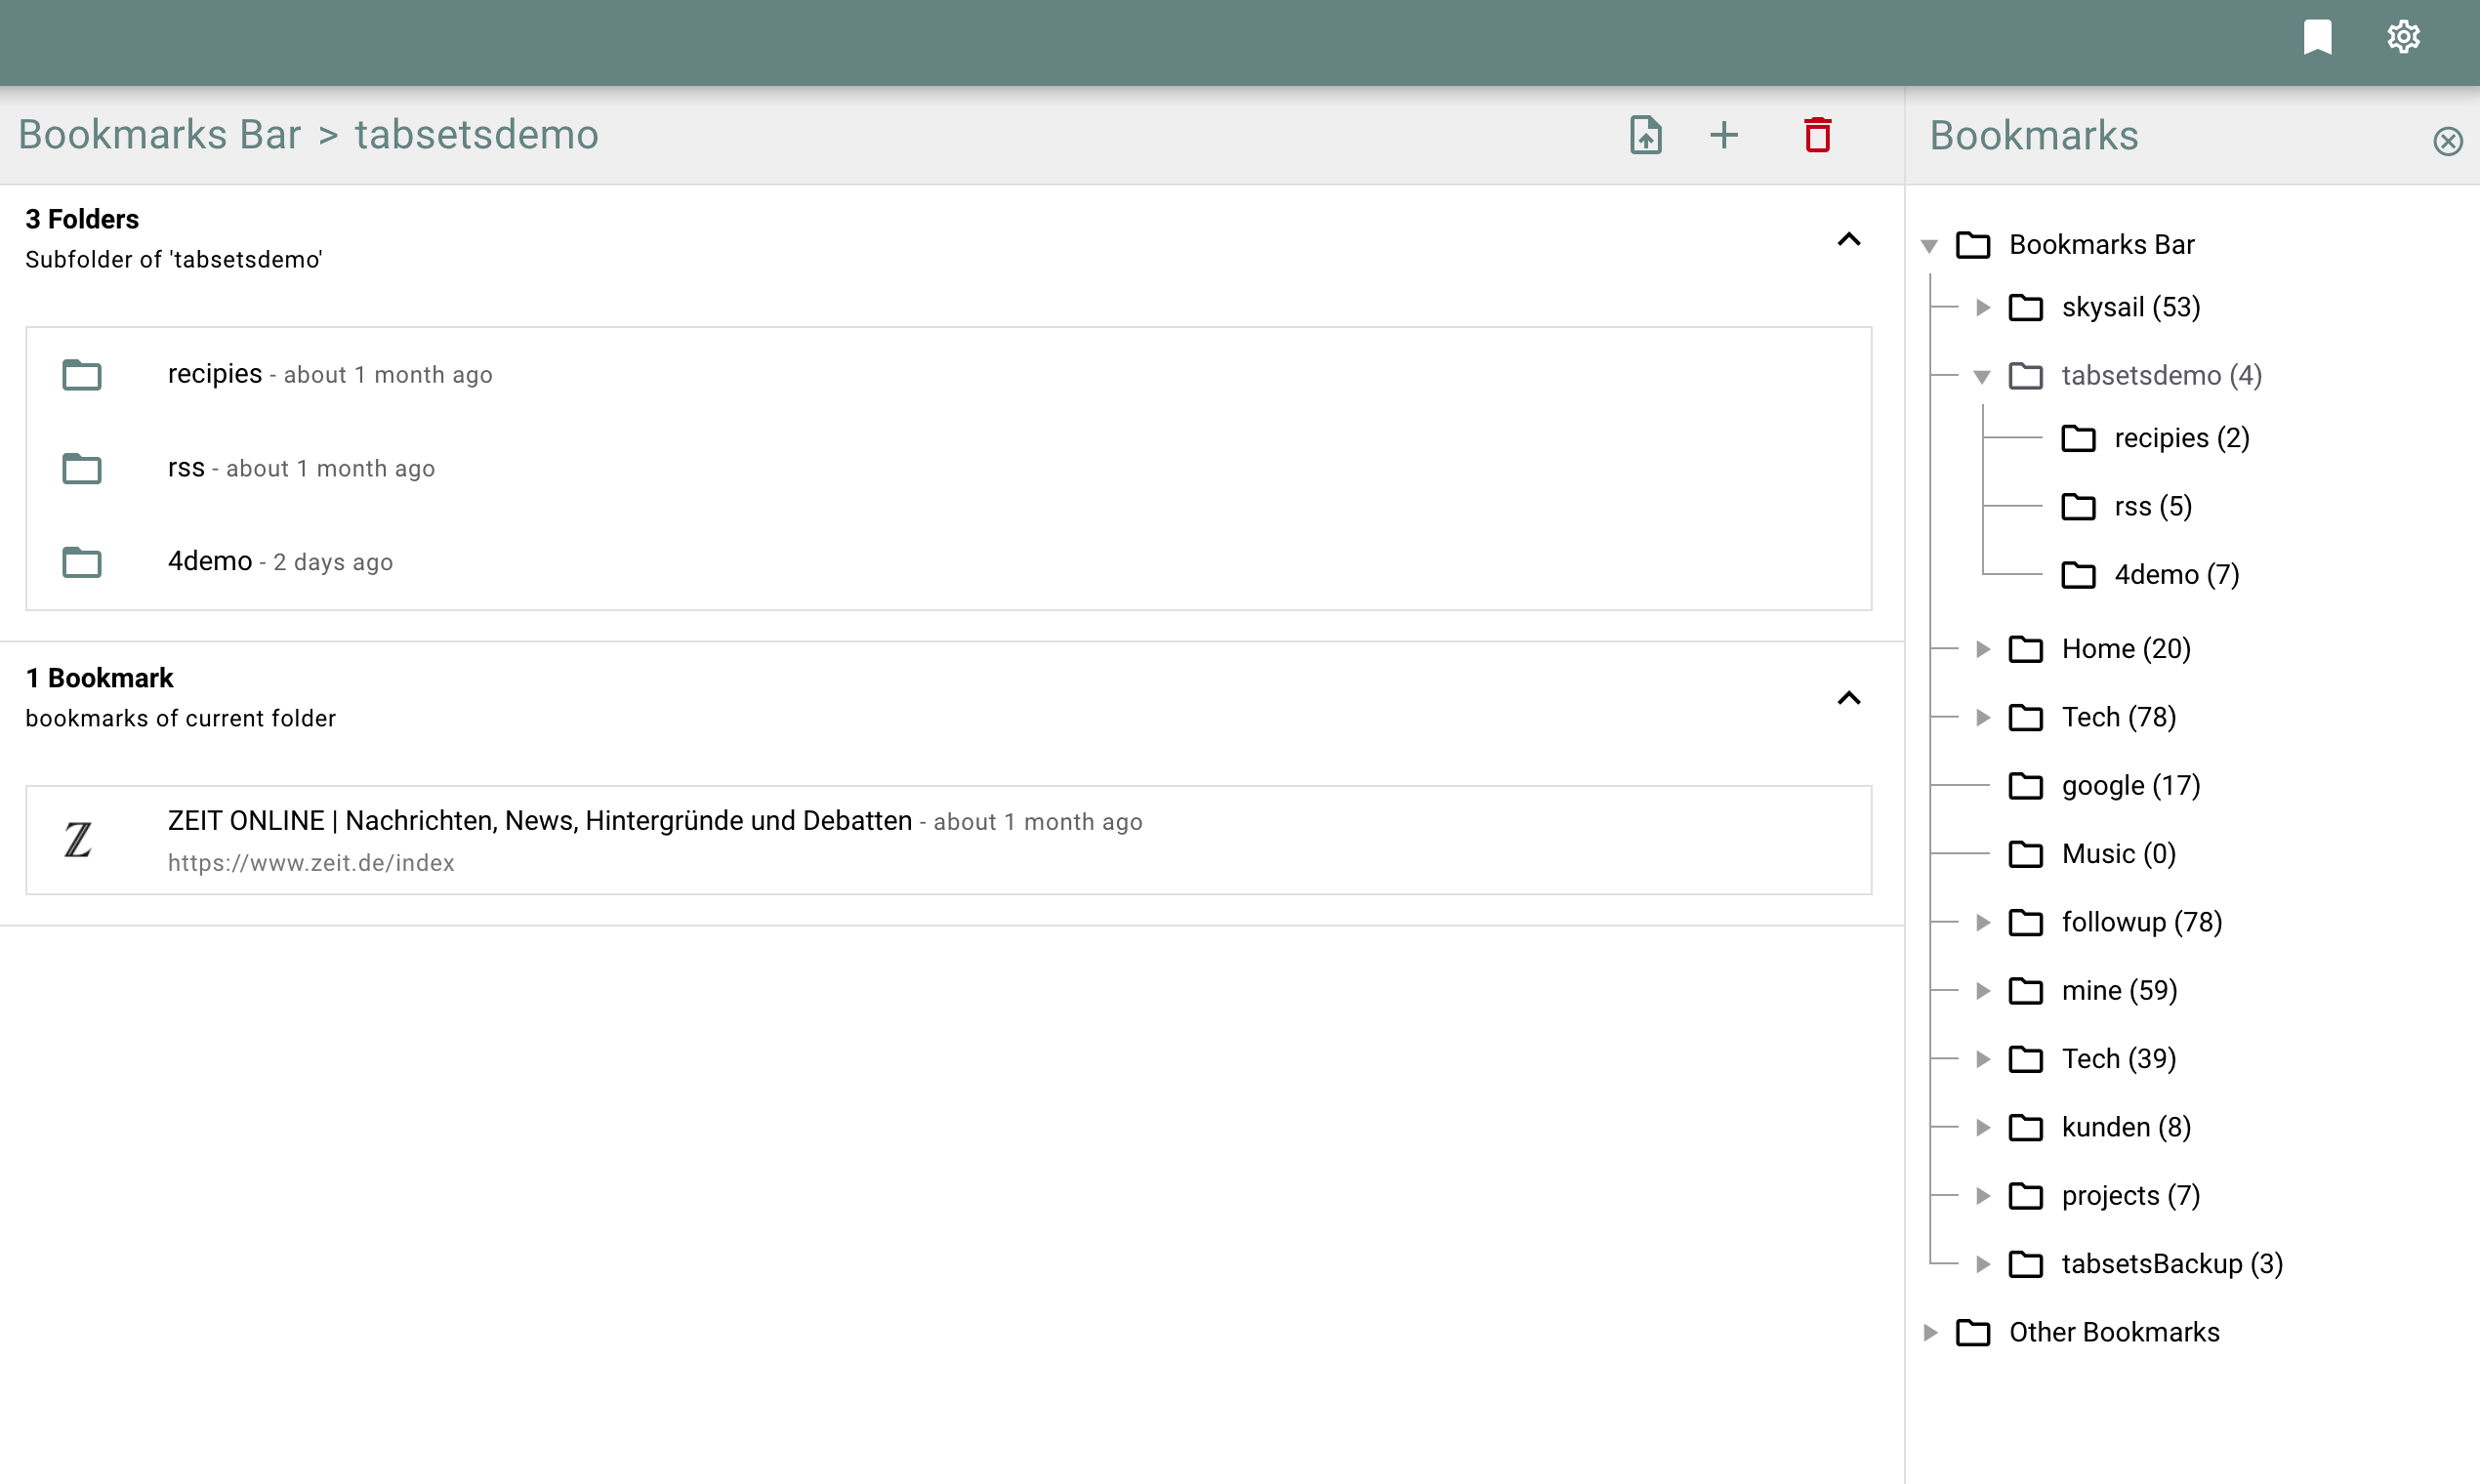 Bookmarks Bar > tabsetsdemo
3 Folders
Subfolder of 'tabsetsdemo'
recipies - about 1 month ago
rss - about 1 month ago
4demo - 2 days ago
1 Bookmark
bookmarks of current folder
Z
ZEIT ONLINE | Nachrichten, News, Hintergründe und Debatten - about 1 month ago
https://www.zeit.de/index
Bookmarks
Bookmarks Bar
skysail (53)
tabsetsdemo (4)
recipies (2)
rss (5)
4demo (7)
Home (20)
Tech (78)
google (17)
Music (0)
followup (78)
mine (59)
Tech (39)
kunden (8)
projects (7)
tabsetsBackup (3)
Other Bookmarks